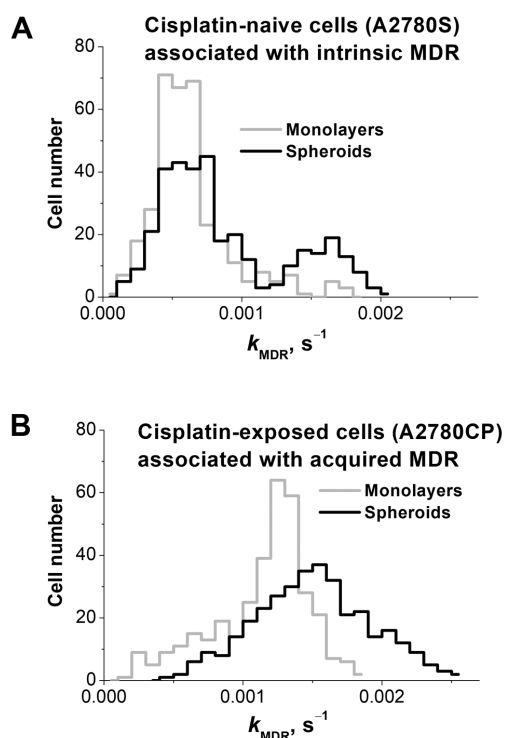 A
Cisplatin-naive cells (A2780S)
associated with intrinsic MDR
80
60
40
20
0
Cell number
Monolayers
Spheroids
0.000
0.001
0.002
kMDR, s⁻¹
B
Cisplatin-exposed cells (A2780CP)
associated with acquired MDR
80
60
40
20
0
Cell number
Monolayers
Spheroids
0.000
0.001
0.002
kMDR, s⁻¹